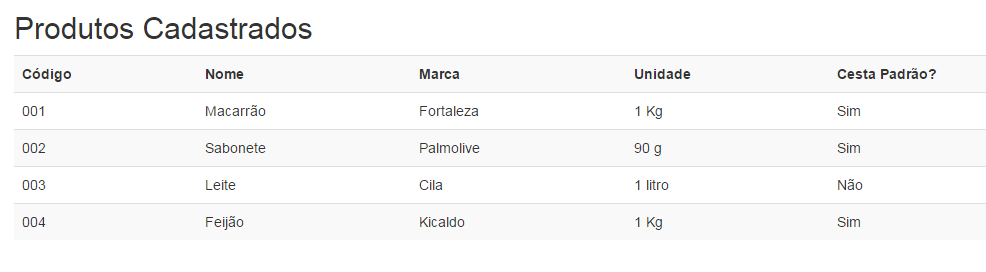 Produtos Cadastrados
Código Nome Marca Unidade Cesta Padrão?
001 Macarrão Fortaleza 1 Kg Sim
002 Sabonete Palmolive 90 g Sim
003 Leite Cila 1 litro Não
004 Feijão Kicaldo 1 Kg Sim